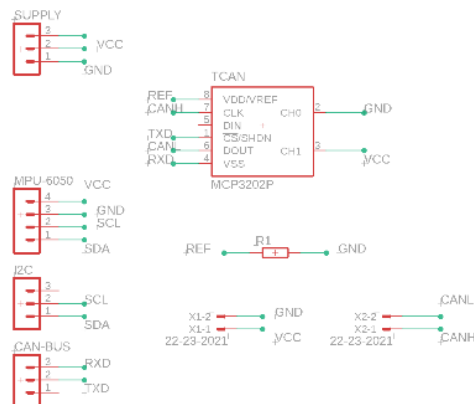 SUPPLY
3
2 VCC
1
GND
TCAN
REF 8 VDD/VREF
CANH 7 CLK CH0 2 GND
5 DIN
TXD 1 CS/SHDN
CANL 6 DOUT CH1 3
RXD 4 VSS VCC
MCP3202P
MPU-6050 VCC
4
3 GND
2 SCL
1
SDA
REF R1 GND
I2C
3
2 SCL
1
SDA
X1-2 GND
X1-1
22-23-2021 VCC
CANL
X2-2
X2-1
22-23-2021 CANH
CAN-BUS
3 RXD
2
1 TXD